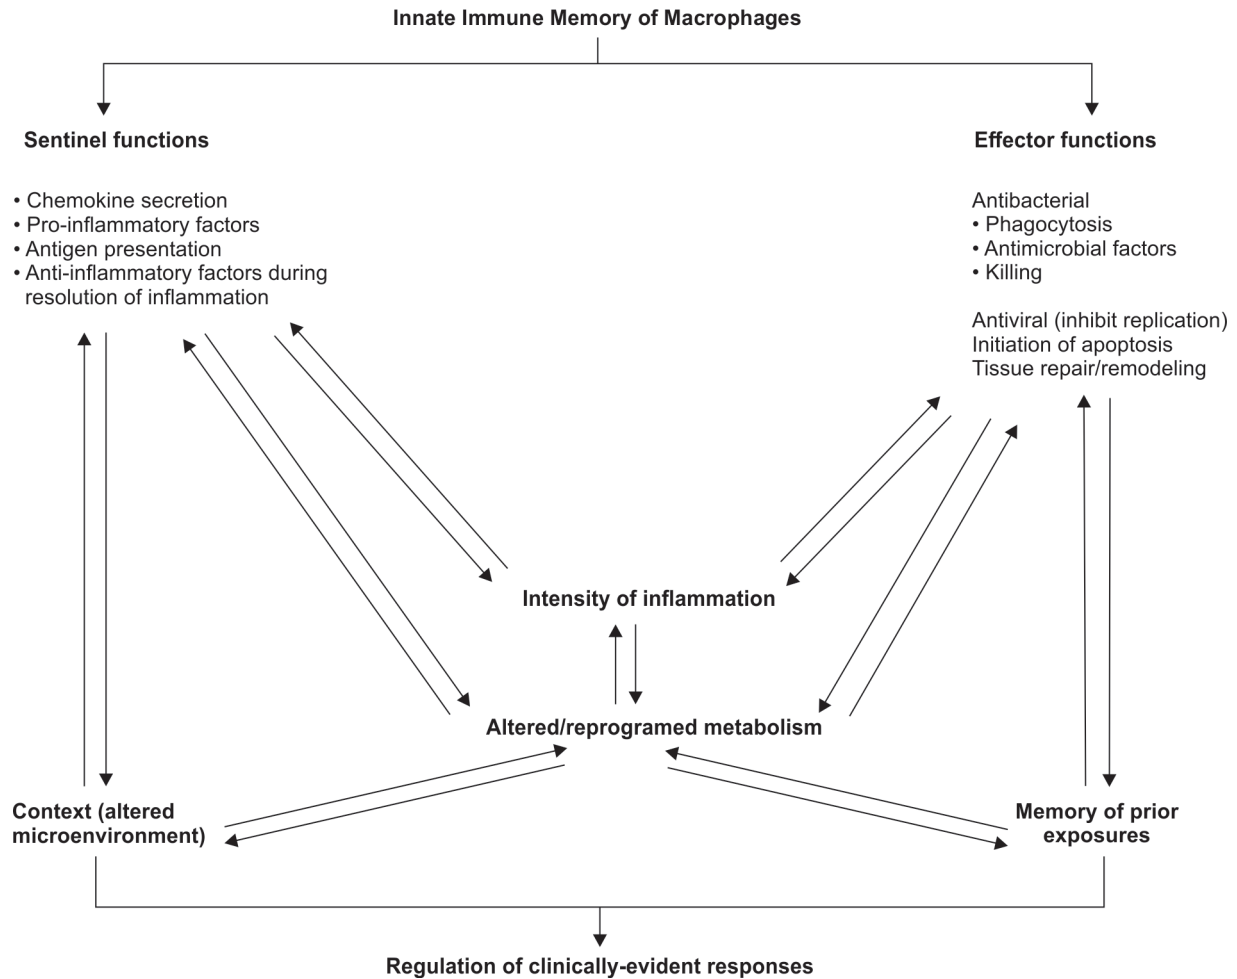 Innate Immune Memory of Macrophages
Sentinel functions
• Chemokine secretion
• Pro-inflammatory factors
• Antigen presentation
• Anti-inflammatory factors during
resolution of inflammation
Effector functions
Antibacterial
• Phagocytosis
• Antimicrobial factors
• Killing
Antiviral (inhibit replication)
Initiation of apoptosis
Tissue repair/remodeling
Intensity of inflammation
Altered/reprogramed metabolism
Context (altered
microenvironment)
Memory of prior
exposures
Regulation of clinically-evident responses